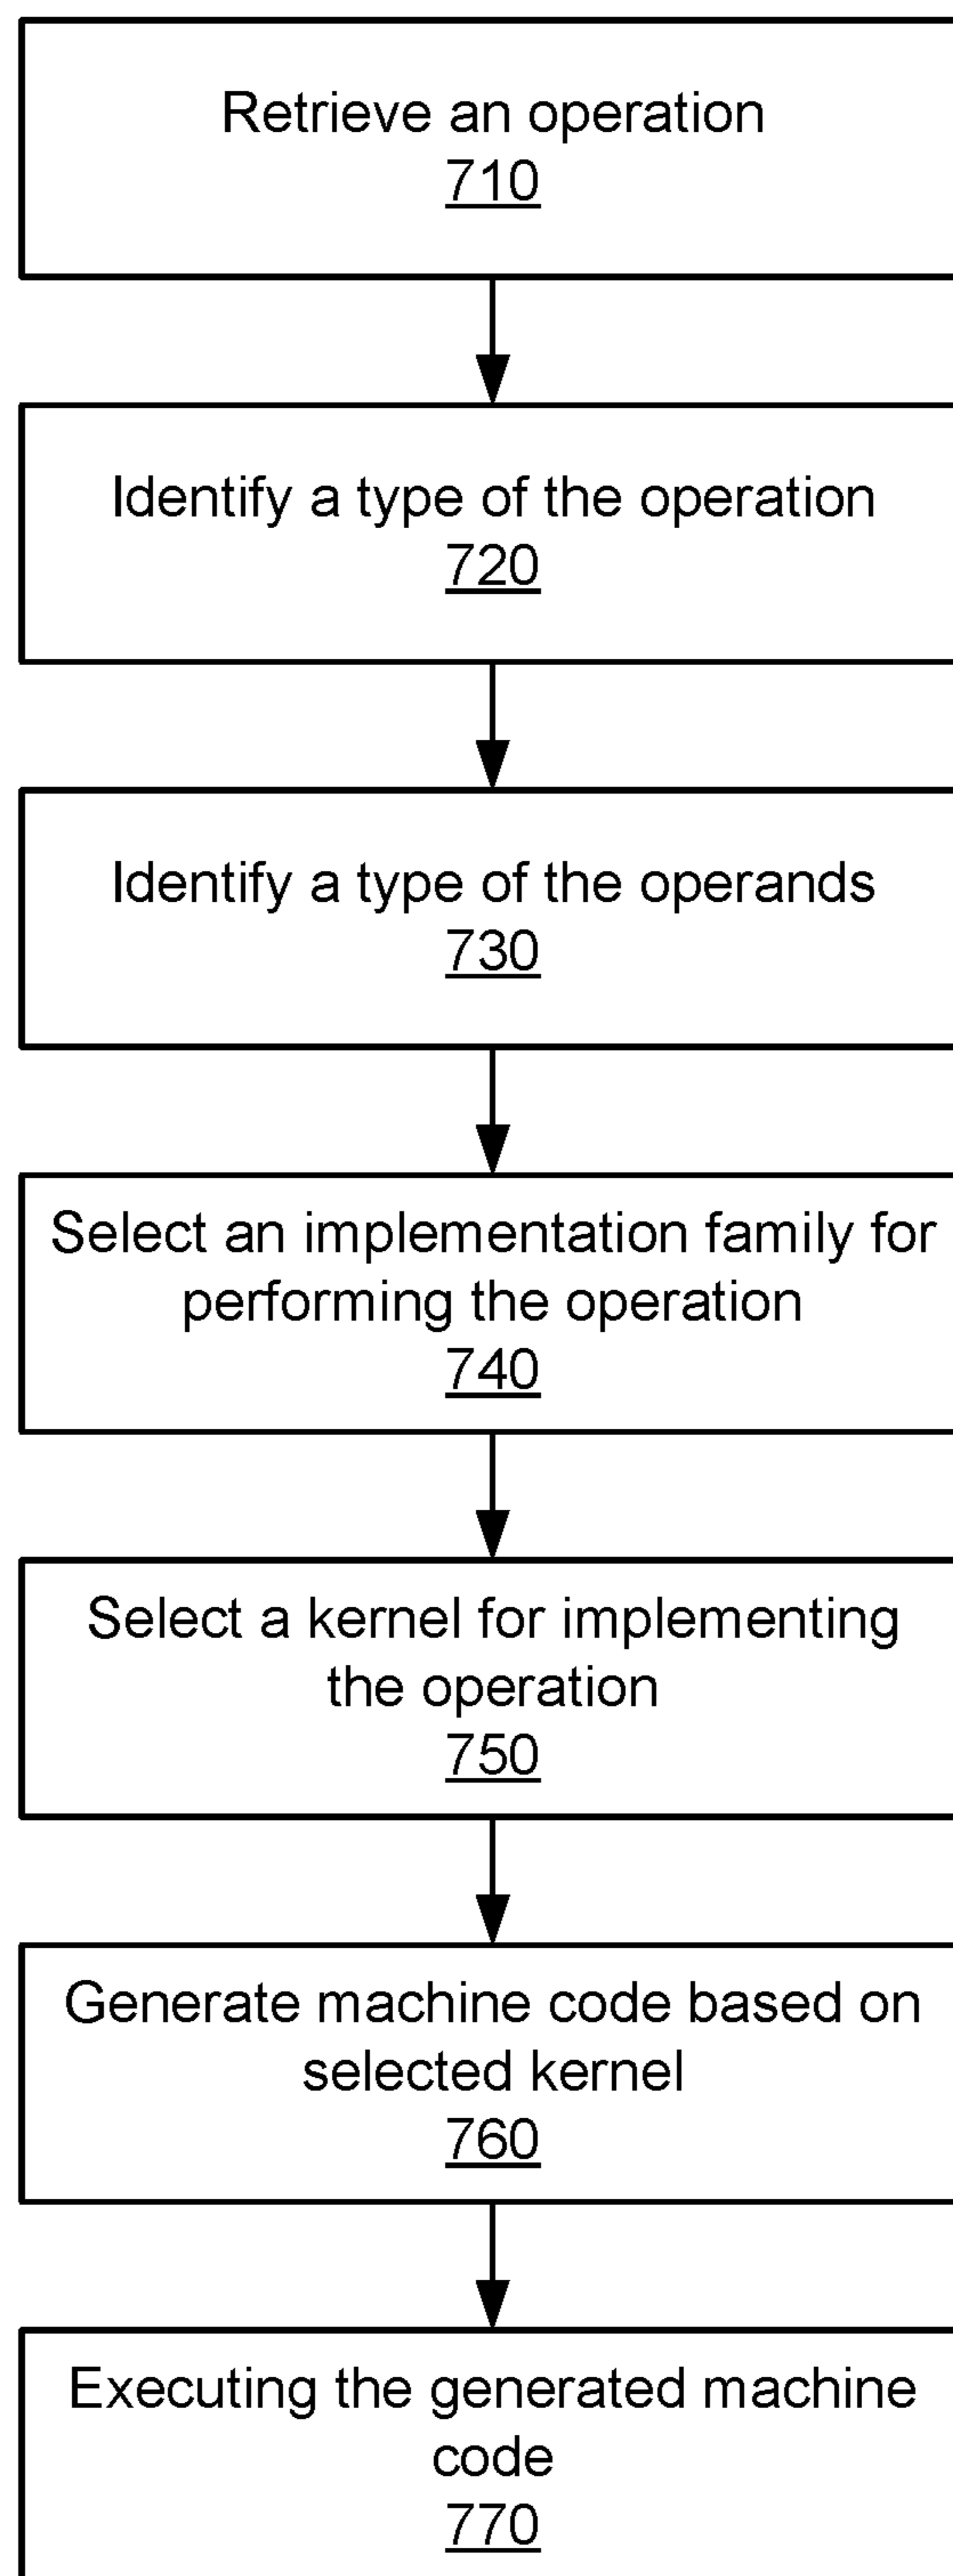 Retrieve an operation
710
Identify a type of the operation
720
Identify a type of the operands
730
Select an implementation family for
performing the operation
740
Select a kernel for implementing
the operation
750
Generate machine code based on
selected kernel
760
Executing the generated machine
code
770